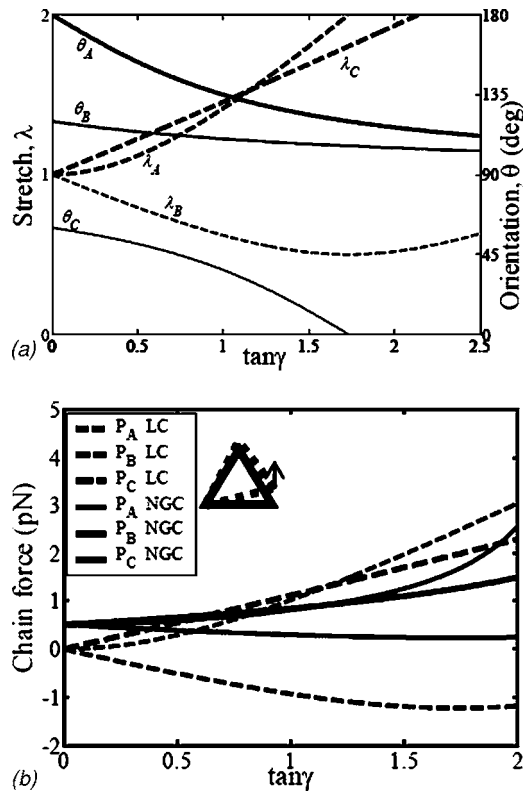 2
180
θA
λC
135
θB
Stretch, λ
1
λA
90
Orientation, θ (deg)
λB
θC
45
1
0
0
0.5
1
1.5
2
2.5
(a)
tanγ
5
PA LC
4
PB LC
PC LC
3
PA NGC
PB NGC
2
PC NGC
Chain force (pN)
1
0
-1
-2
0
0.5
1
1.5
2
(b)
tanγ